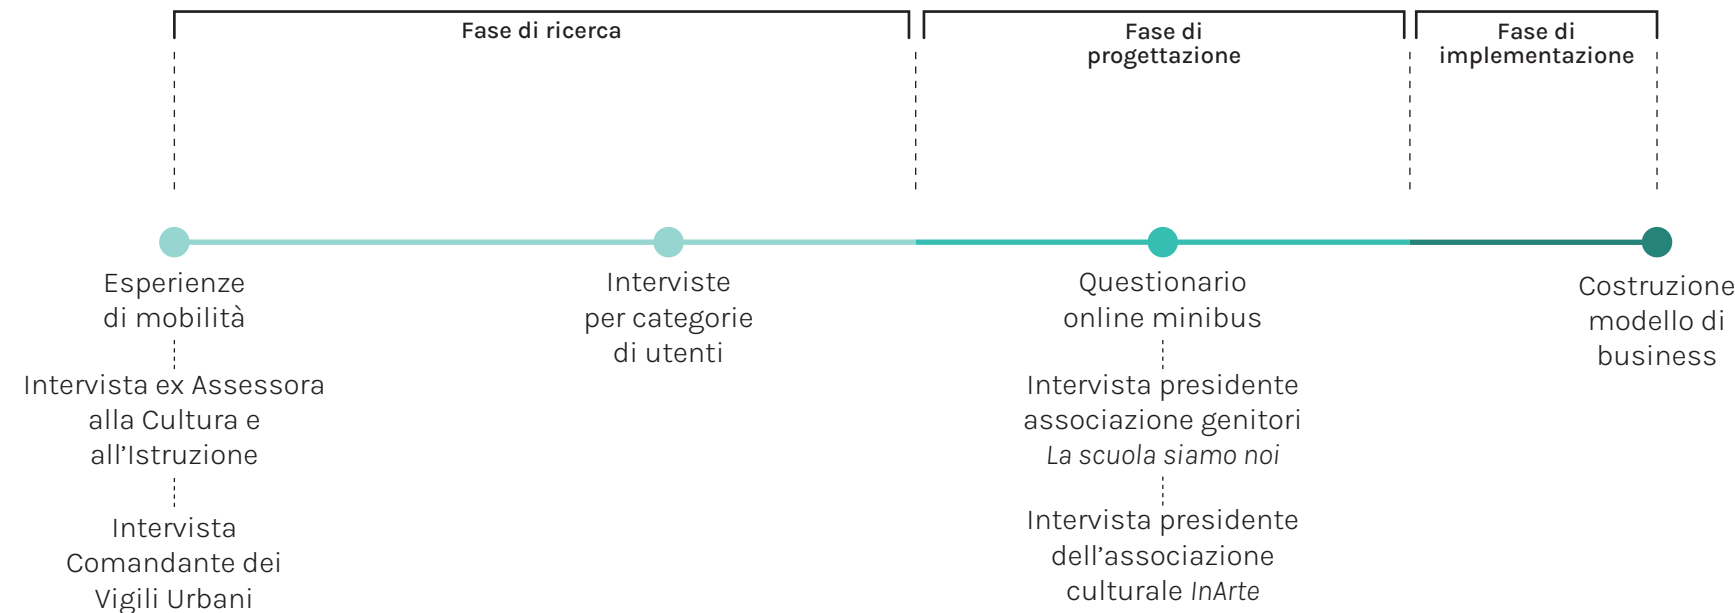 Fase di ricerca
Fase di
progettazione
Fase di
implementazione
Esperienze
di mobilità
Intervista ex Assessora
alla Cultura e
all’Istruzione
Intervista
Comandante dei
Vigili Urbani
Interviste
per categorie
di utenti
Questionario
online minibus
Intervista presidente
associazione genitori
La scuola siamo noi
Intervista presidente
dell’associazione
culturale InArte
Costruzione
modello di
business